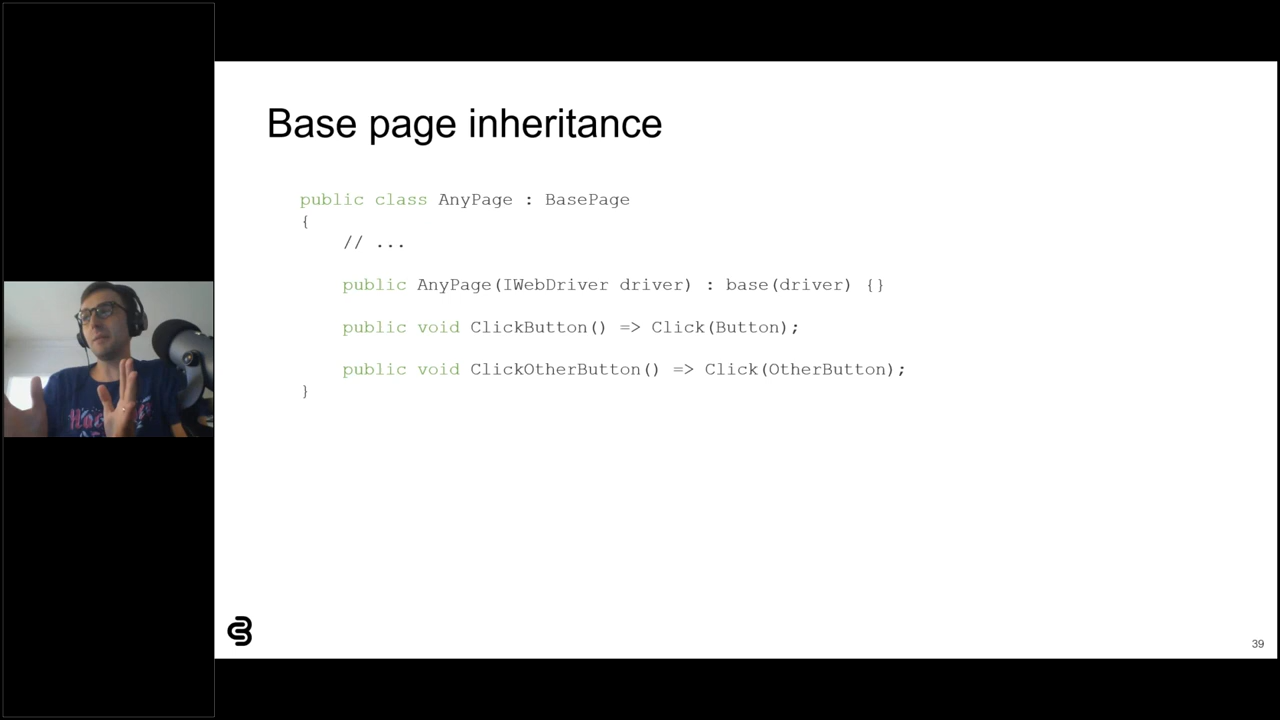 Base page inheritance
public class AnyPage : BasePage
{
// ...
public AnyPage(IWebDriver driver) : base(driver) {}
public void ClickButton() => Click(Button);
public void ClickOtherButton() => Click(OtherButton);
}
39